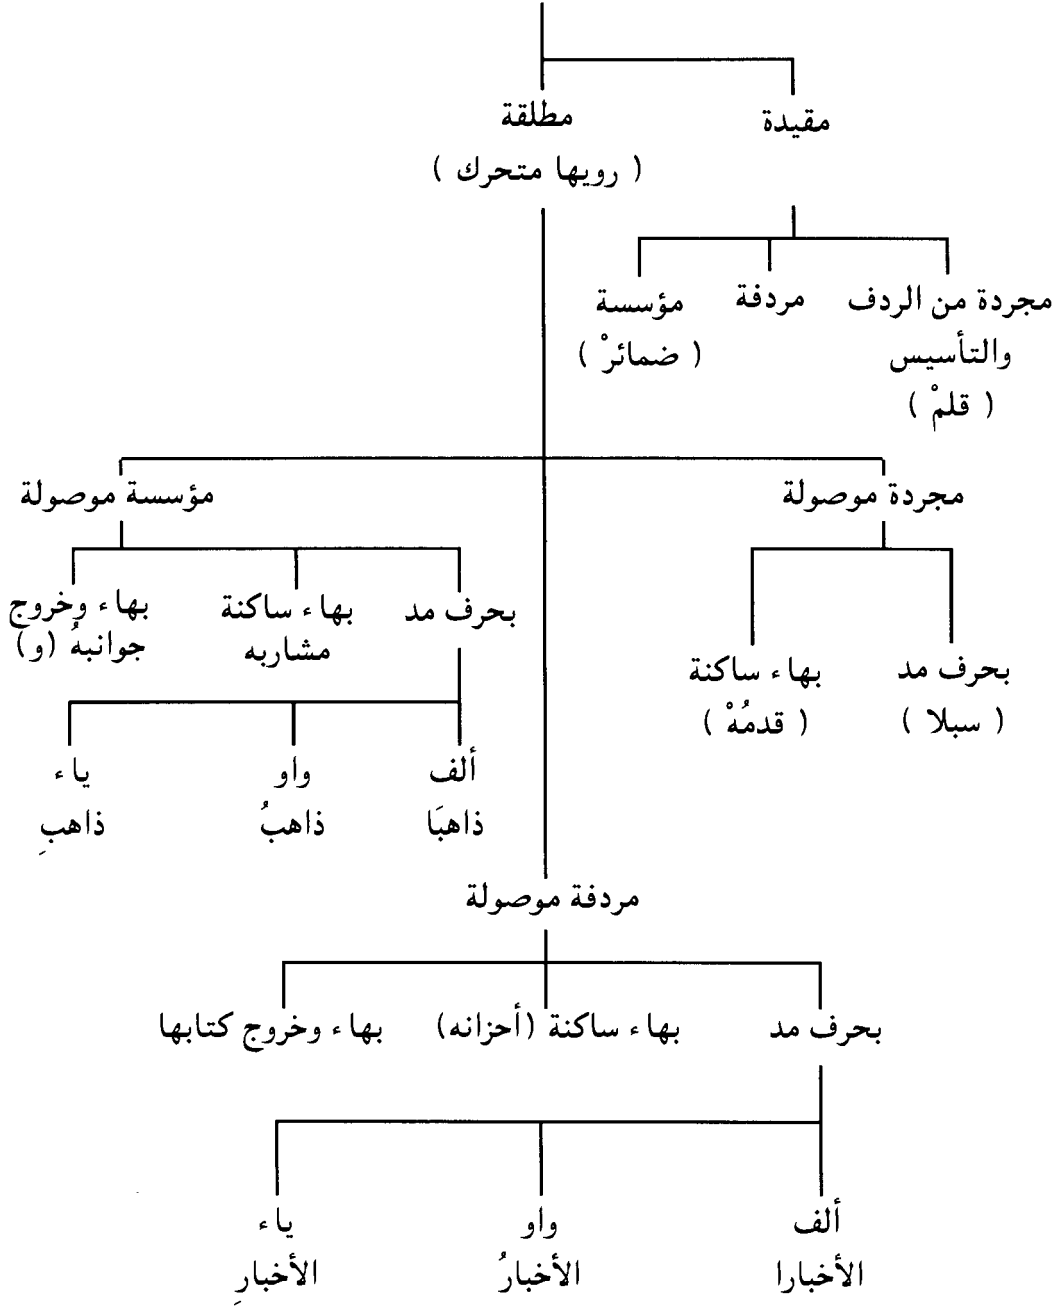 مقيدة
مطلقة
( رويها متحرك )
مجردة من الردف
والتأسيس
( قلمْ )
مردفة
مؤسسة
( ضمائرْ )
مجردة موصولة
مؤسسة موصولة
بحرف مد
( سبلا )
بهاء ساكنة
( قدمُهْ )
بحرف مد
بهاء ساكنة
مشاربه
بهاء وخروج
جوانبهُ (و)
ألف
ذاهبَا
واو
ذاهبُ
ياء
ذاهبِ
مردفة موصولة
بحرف مد
بهاء ساكنة (أحزانه)
بهاء وخروج كتابها
ألف
الأخبارا
واو
الأخبارُ
ياء
الأخبارِ